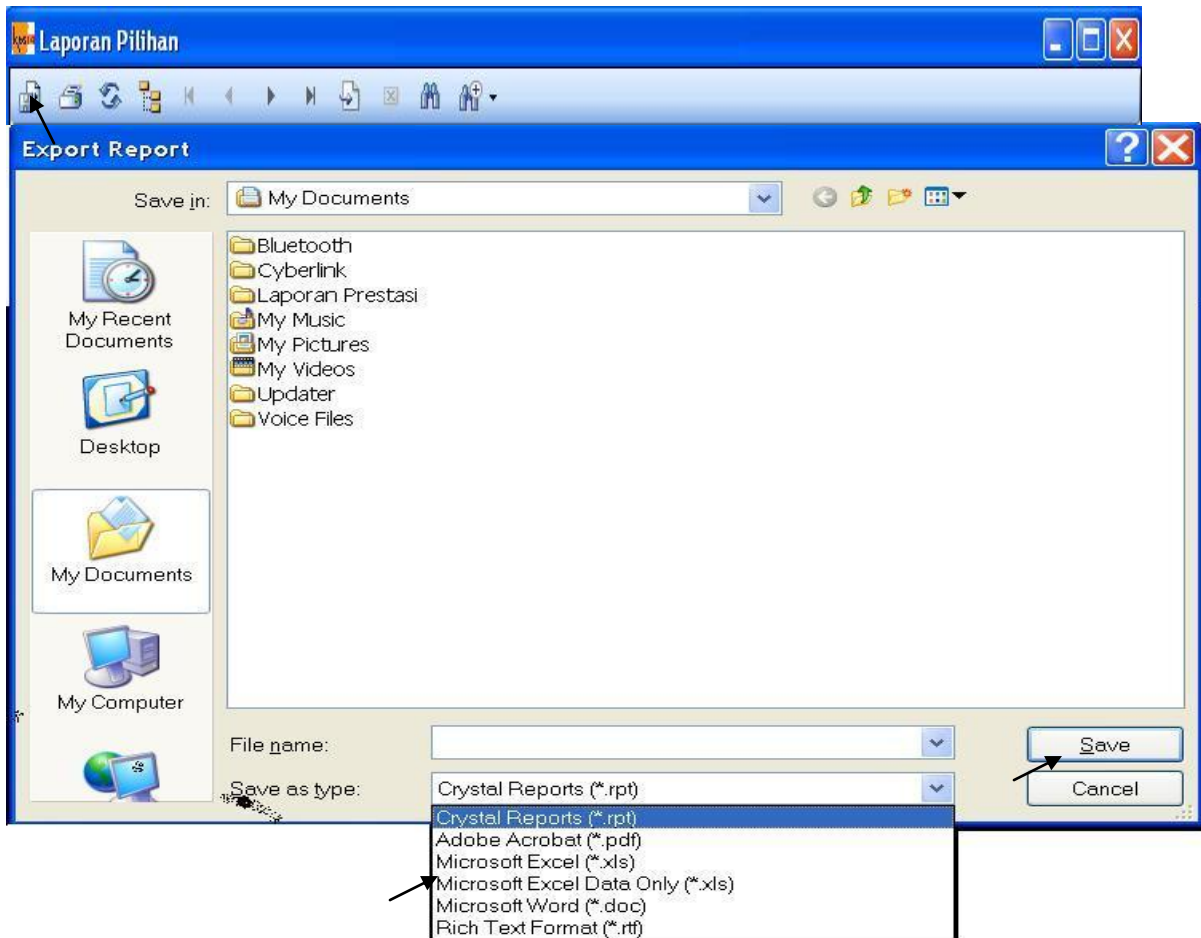 Laporan Pilihan
Export Report
Save in:
My Documents
Bluetooth
Cyberlink
Laporan Prestasi
My Music
My Pictures
My Videos
Updater
Voice Files
My Recent
Documents
Desktop
My Documents
My Computer
File name:
Save
Save as type:
Crystal Reports (*.rpt)
Cancel
Crystal Reports (*.rpt)
Adobe Acrobat (*.pdf)
Microsoft Excel (*.xls)
Microsoft Excel Data Only (*.xls)
Microsoft Word (*.doc)
Rich Text Format (*.rtf)